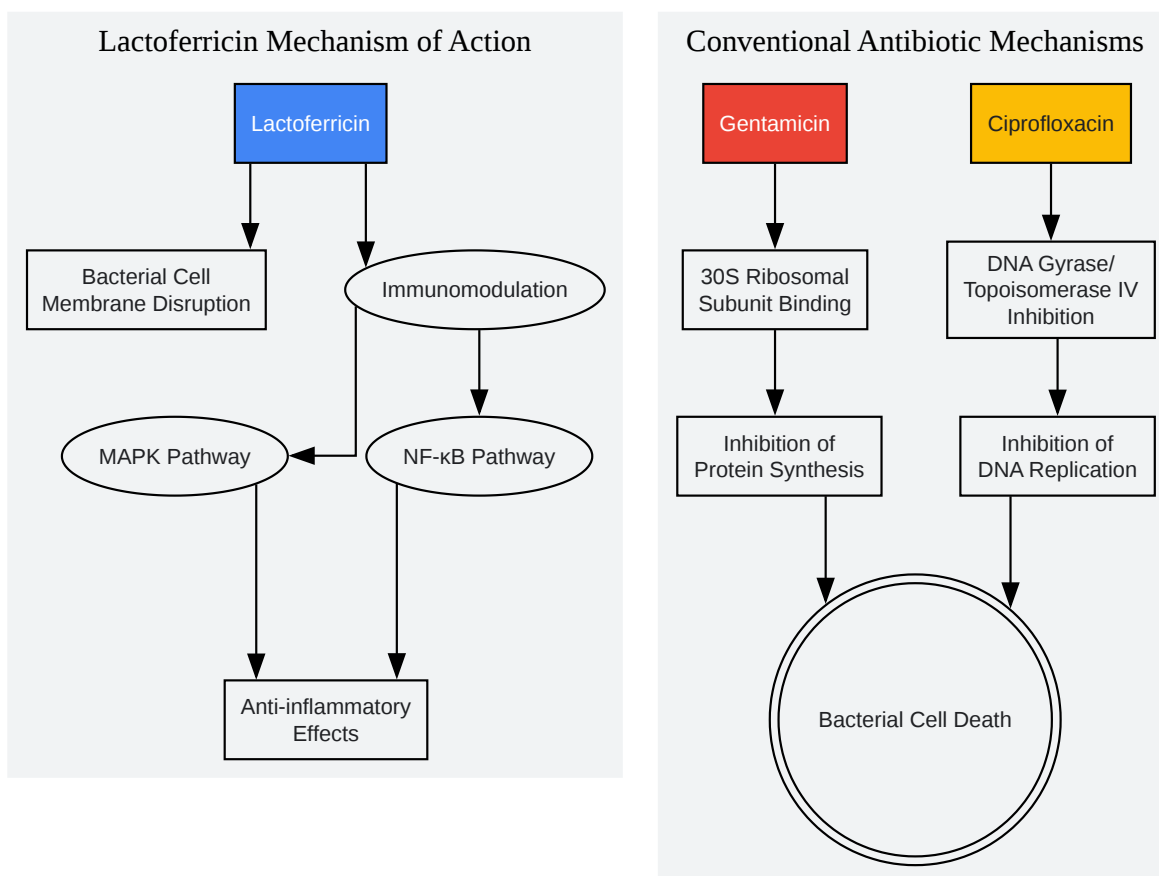 Lactoferricin Mechanism of Action
Lactoferricin
Bacterial Cell
Membrane Disruption
Immunomodulation
MAPK Pathway
NF-κB Pathway
Anti-inflammatory
Effects
Conventional Antibiotic Mechanisms
Gentamicin
Ciprofloxacin
30S Ribosomal
Subunit Binding
DNA Gyrase/
Topoisomerase IV
Inhibition
Inhibition of
Protein Synthesis
Inhibition of
DNA Replication
Bacterial Cell Death